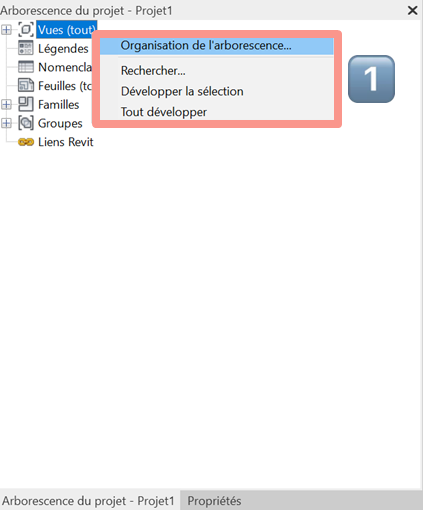 Arborescence du projet - Projet1
Vues (tout)
Organisation de l'arborescence...
Légendes
Nomencla
Rechercher...
Feuilles (to
Développer la sélection
Familles
Tout développer
Groupes
Liens Revit
1
Arborescence du projet - Projet1 Propriétés